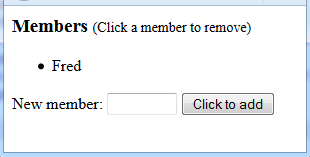 Members (Click a member to remove)
• Fred
New member: Click to add